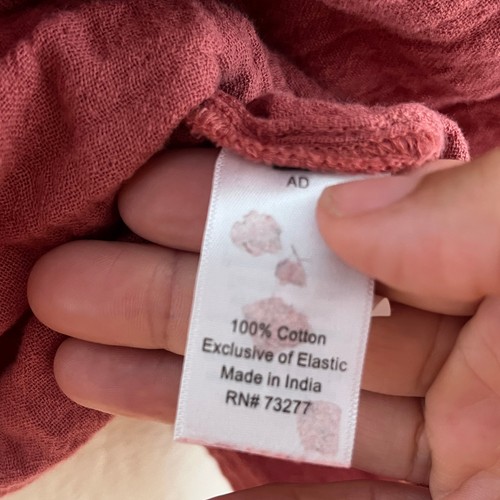 AD
100% Cotton
Exclusive of Elastic
Made in India
RN# 73277